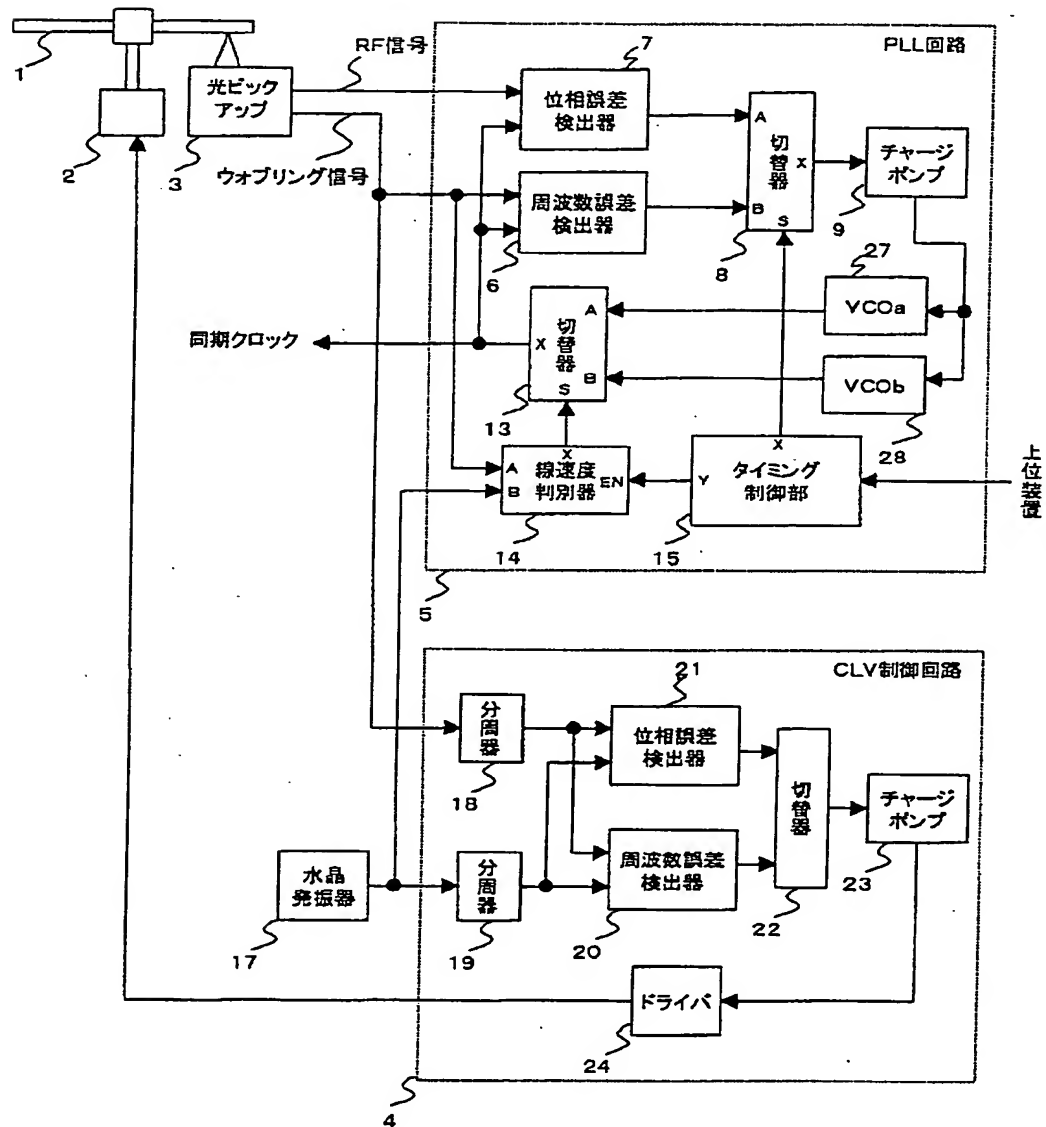 RF信号
PLL回路
7
1
光ピック
アップ
位相誤差
検出器
A
切替器
X
B
S
チャージ
ポンプ
2
3
ウォブリング信号
周波数誤差
検出器
6
8
9
27
VCOa
同期クロック
X
切替器
A
B
S
VCOb
13
28
X
A
B
線速度
判別器
EN
X
Y
タイミング
制御部
上位装置
14
15
5
CLV制御回路
21
分周器
18
位相誤差
検出器
切替器
チャージ
ポンプ
水晶
発振器
分周器
周波数誤差
検出器
23
17
19
20
22
ドライバ
24
4